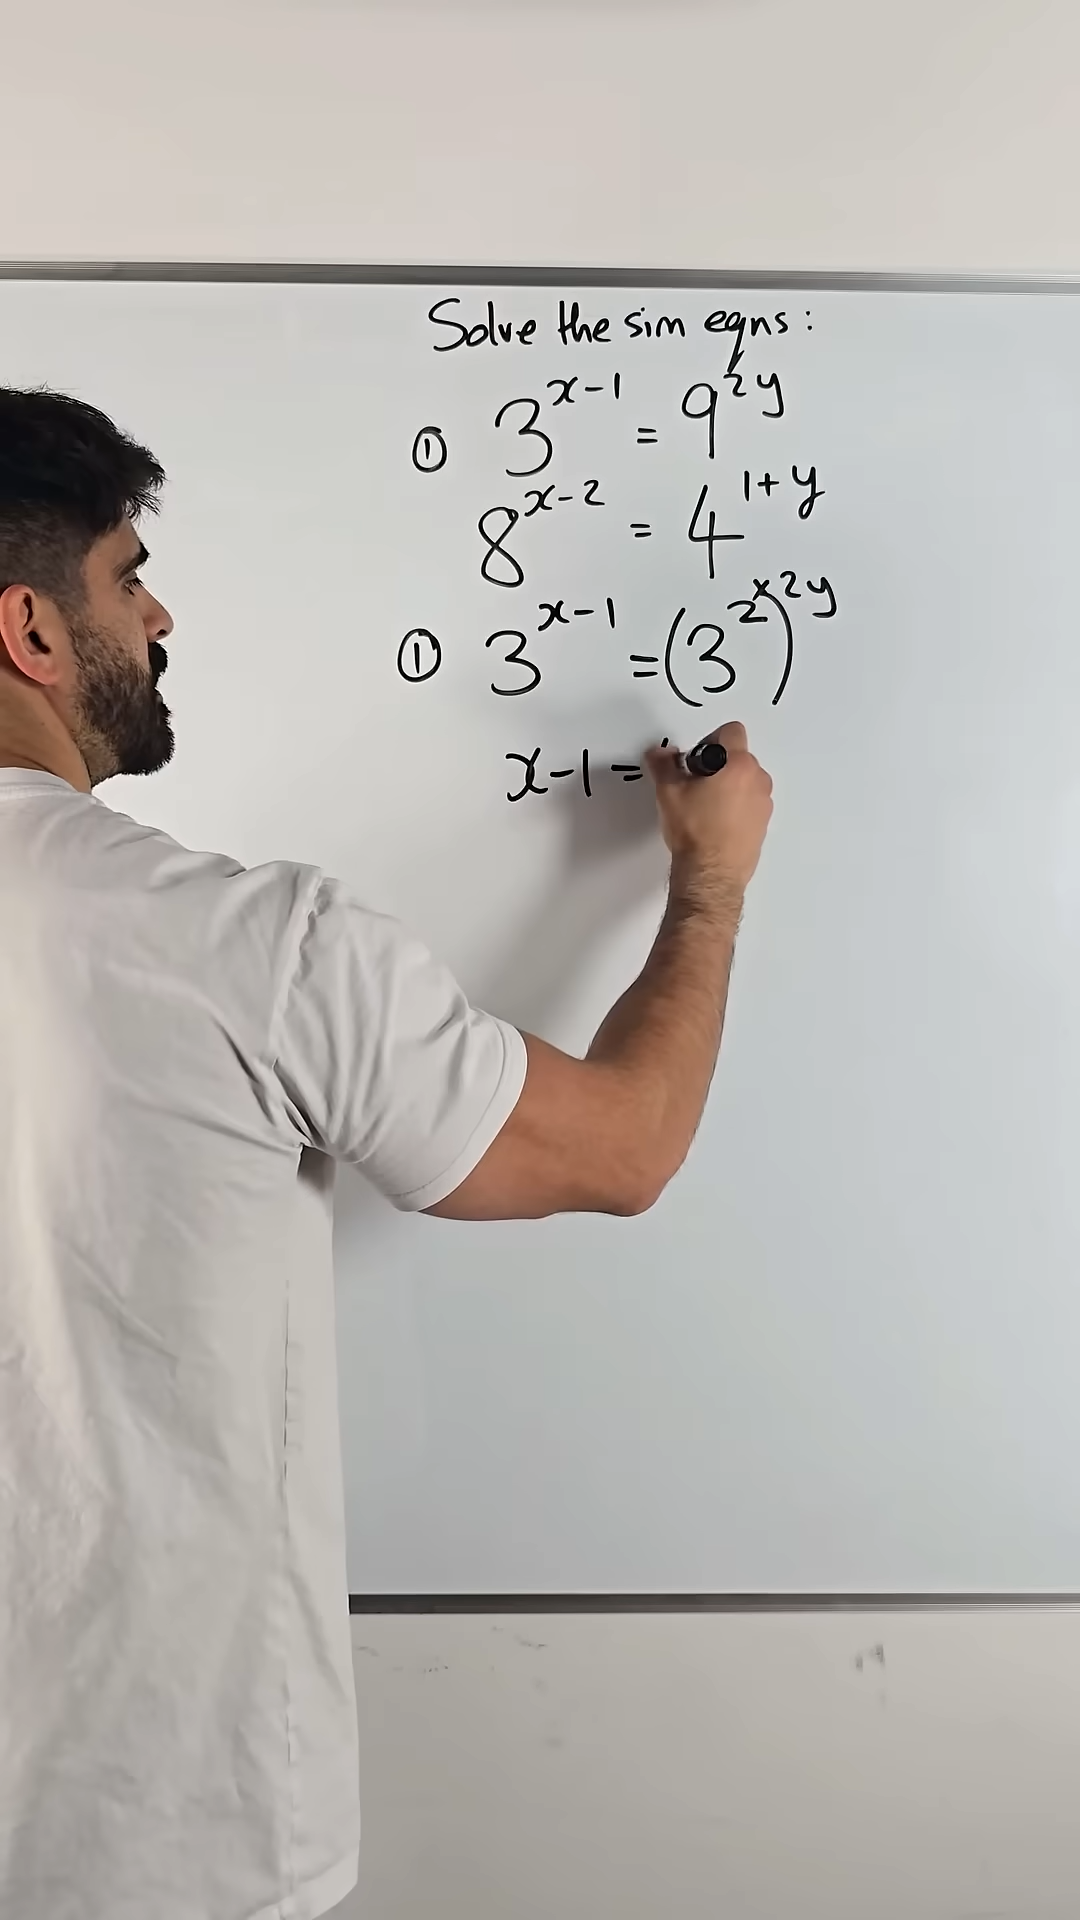 Solve the sim eqns:
① 3^{x-1} = 9^{2y}
8^{x-2} = 4^{1+y}
① 3^{x-1} = (3^{2})^{×2y}
x-1 =